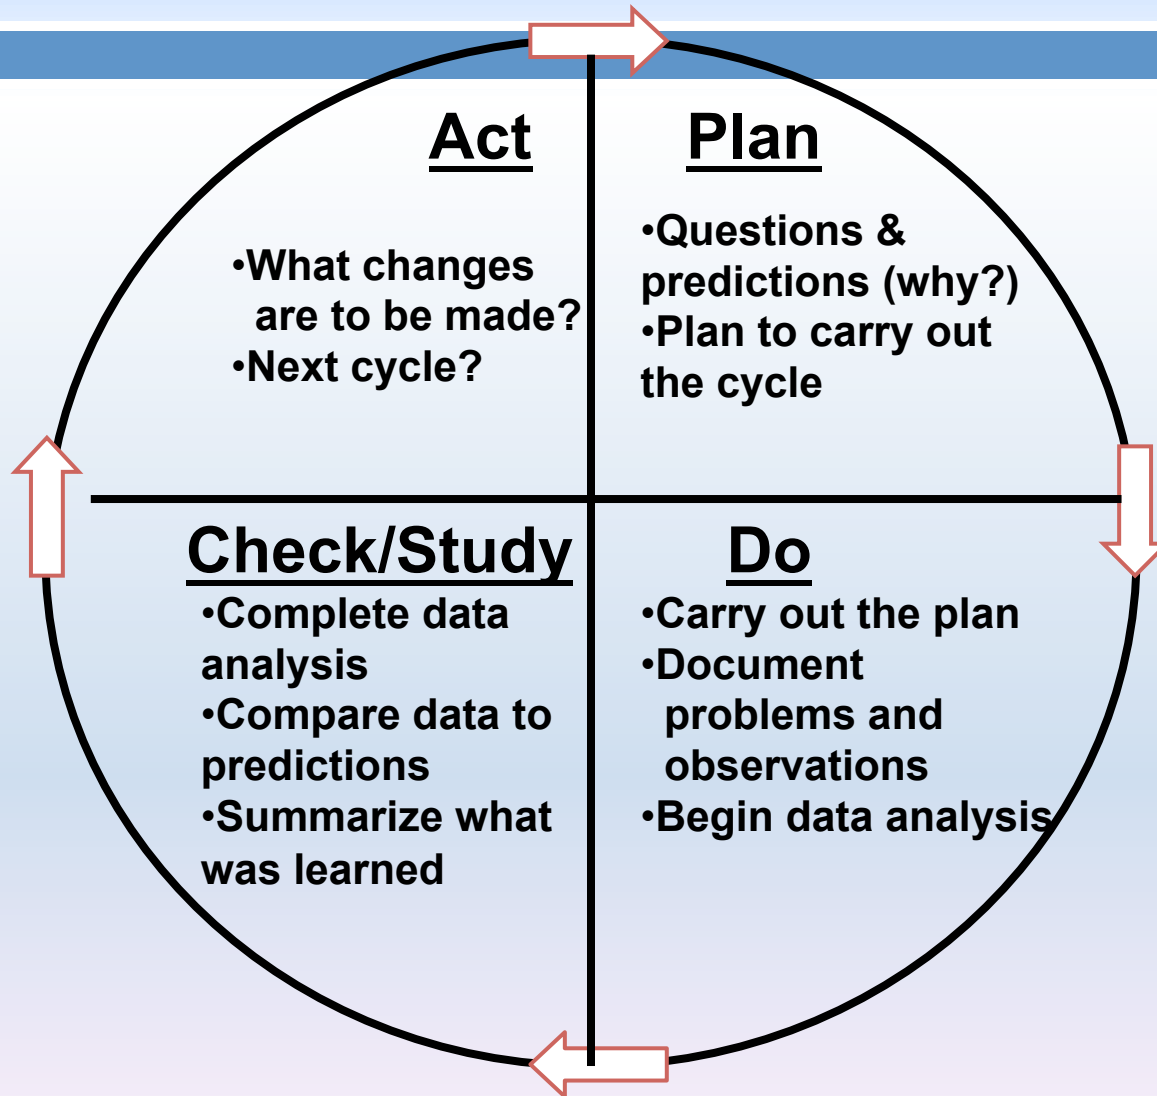 Act
•What changes
are to be made?
•Next cycle?
Plan
•Questions &
predictions (why?)
•Plan to carry out
the cycle
Check/Study
•Complete data
analysis
•Compare data to
predictions
•Summarize what
was learned
Do
•Carry out the plan
•Document
problems and
observations
•Begin data analysis